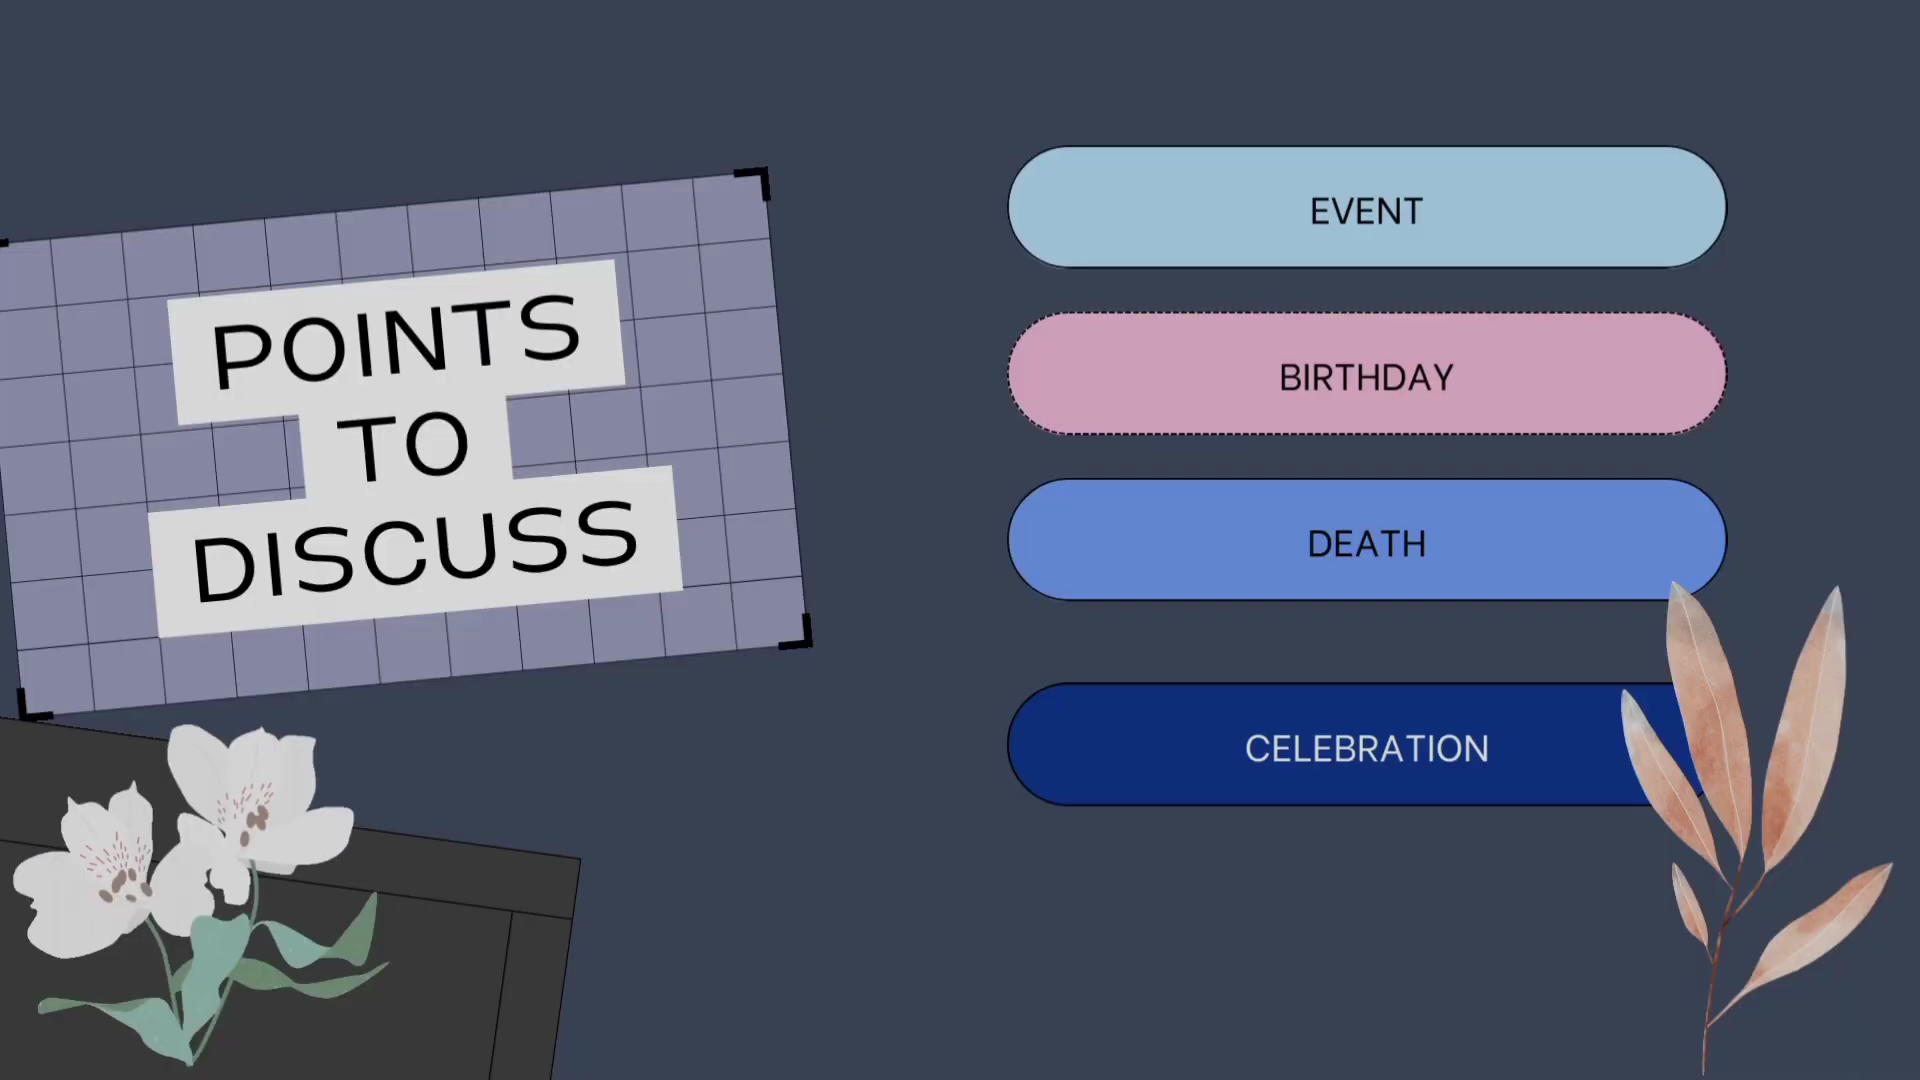 POINTS
TO
DISCUSS
EVENT
BIRTHDAY
DEATH
CELEBRATION